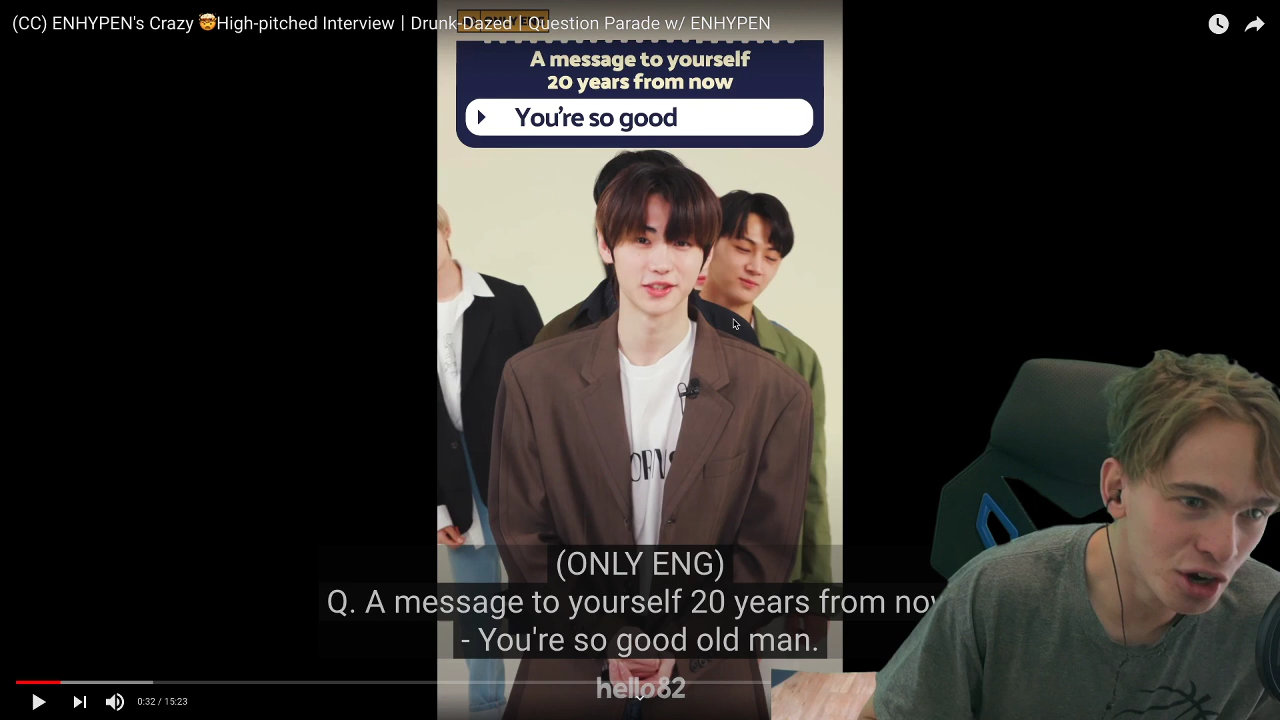 (CC) ENHYPEN's Crazy 🤯High-pitched Interview | Drunk-Dazed | Question Parade w/ ENHYPEN
A message to yourself
20 years from now
You're so good
(ONLY ENG)
Q. A message to yourself 20 years from now
- You're so good old man.
hello82
0:32 / 15:23